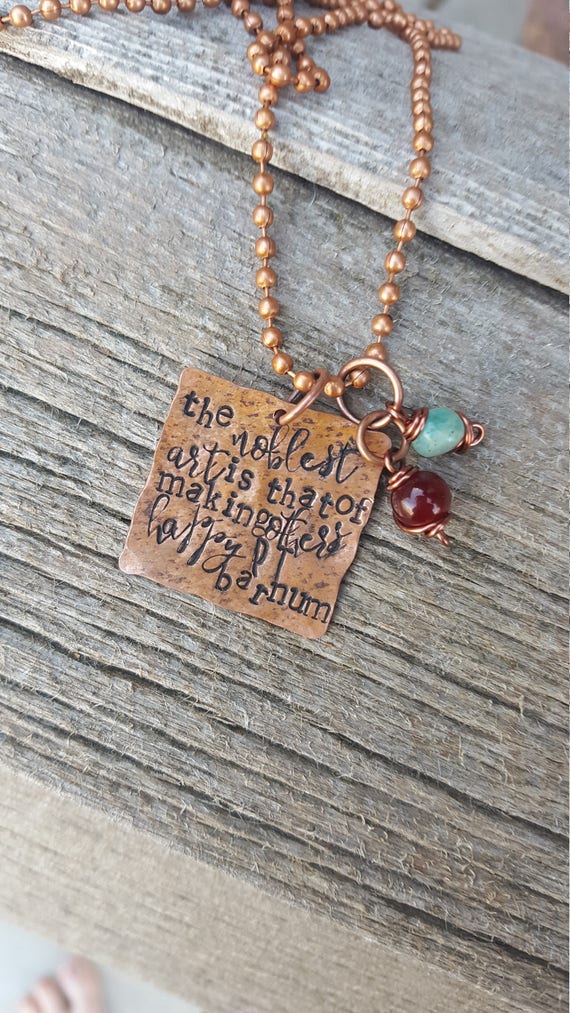 the noblest
art is that of
making others
happy pt
barnum